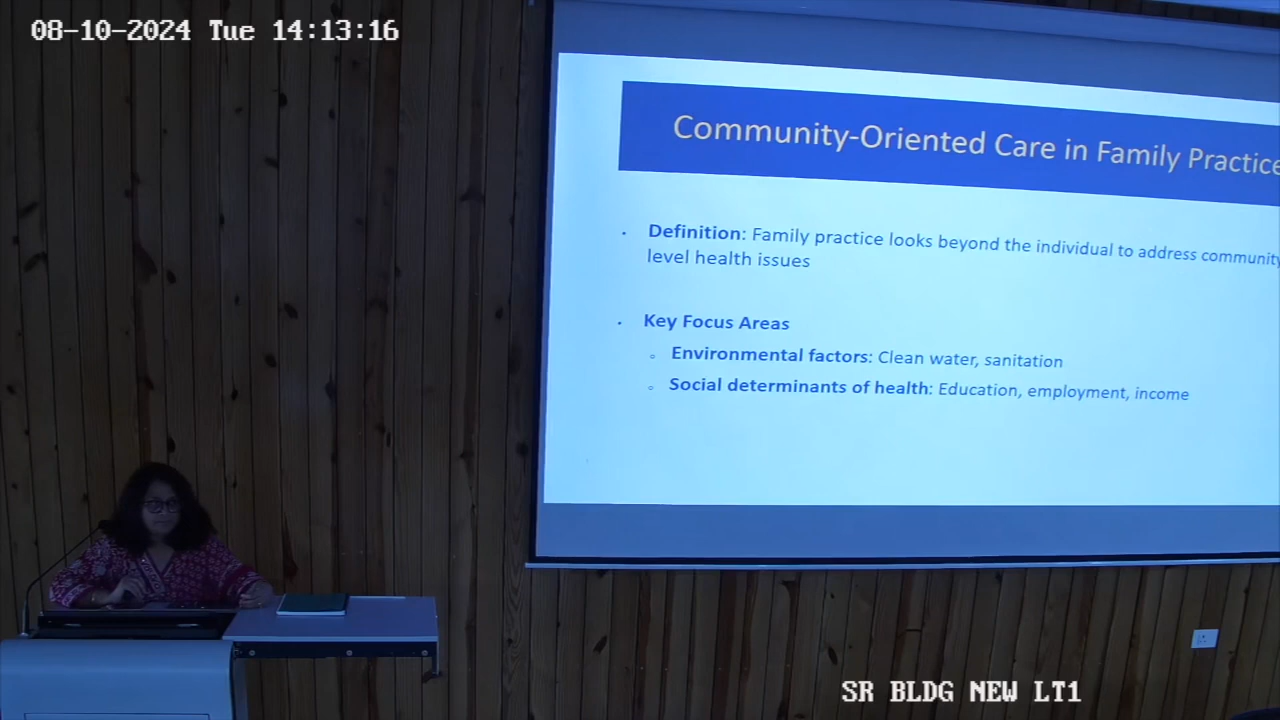 08-10-2024 Tue 14:13:16
Community-Oriented Care in Family Practice
Definition: Family practice looks beyond the individual to address community
level health issues
Key Focus Areas
Environmental factors: Clean water, sanitation
Social determinants of health: Education, employment, income
SR BLDG NEW LT1